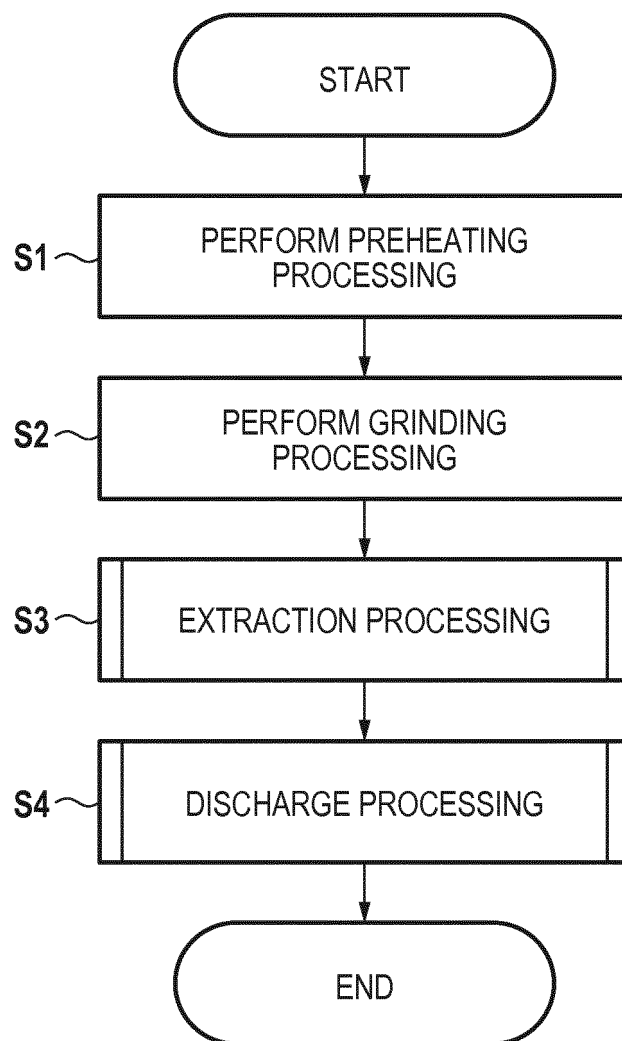 START
S1
PERFORM PREHEATING
PROCESSING
S2
PERFORM GRINDING
PROCESSING
S3
EXTRACTION PROCESSING
S4
DISCHARGE PROCESSING
END